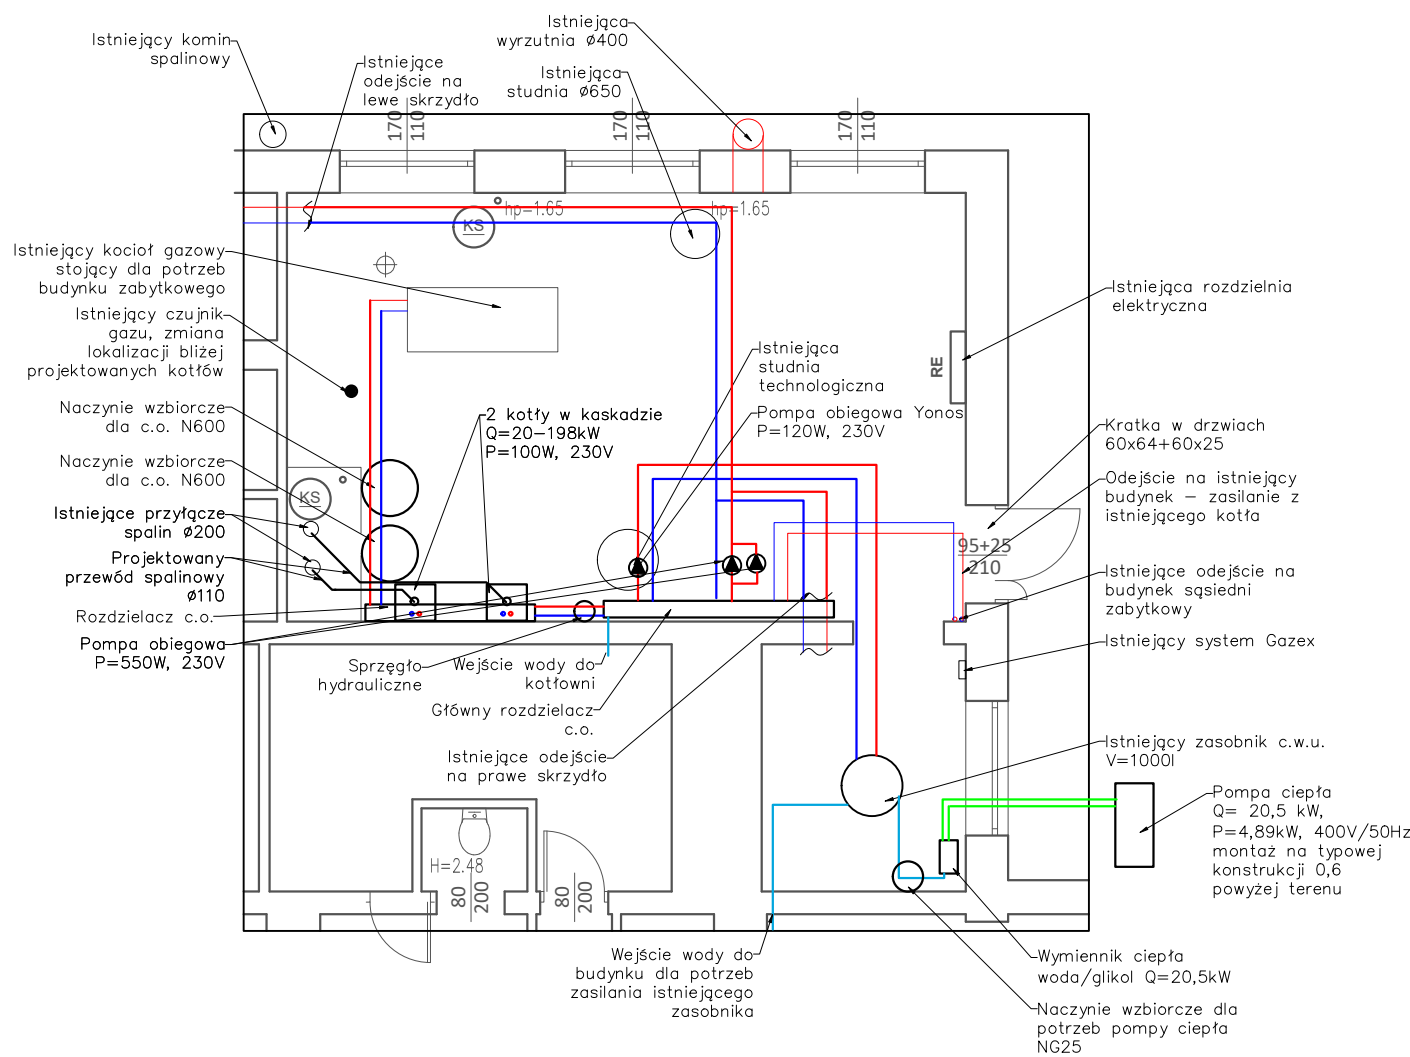 Istniejąca
wyrzutnia ø400
Istniejący komin
spalinowy
Istniejące
odejście na
lewe skrzydło
Istniejąca
studnia ø650
170
110
170
110
170
110
hp=1.65
hp=1.65
KS
Istniejący kocioł gazowy
stojący dla potrzeb
budynku zabytkowego
Istniejąca rozdzielnia
elektryczna
Istniejący czujnik
gazu, zmiana
lokalizacji bliżej
projektowanych kotłów
RE
Istniejąca
studnia
technologiczna
Naczynie wzbiorcze
dla c.o. N600
2 kotły w kaskadzie
Q=20-198kW
P=100W, 230V
Pompa obiegowa Yonos
P=120W, 230V
Kratka w drzwiach
60x64+60x25
Naczynie wzbiorcze
dla c.o. N600
Odejście na istniejący
budynek – zasilanie z
istniejącego kotła
KS
Istniejące przyłącze
spalin ø200
95+25
210
Projektowany
przewód spalinowy
ø110
Istniejące odejście na
budynek sąsiedni
zabytkowy
Rozdzielacz c.o.
Pompa obiegowa
P=550W, 230V
Istniejący system Gazex
Sprzęgło
hydrauliczne
Wejście wody do
kotłowni
Główny rozdzielacz
c.o.
Istniejące odejście
na prawe skrzydło
Istniejący zasobnik c.w.u.
V=1000l
Pompa ciepła
Q= 20,5 kW,
P=4,89kW, 400V/50Hz
montaż na typowej
konstrukcji 0,6
powyżej terenu
H=2.48
80
200
80
200
Wejście wody do
budynku dla potrzeb
zasilania istniejącego
zasobnika
Wymiennik ciepła
woda/glikol Q=20,5kW
Naczynie wzbiorcze dla
potrzeb pompy ciepła
NG25